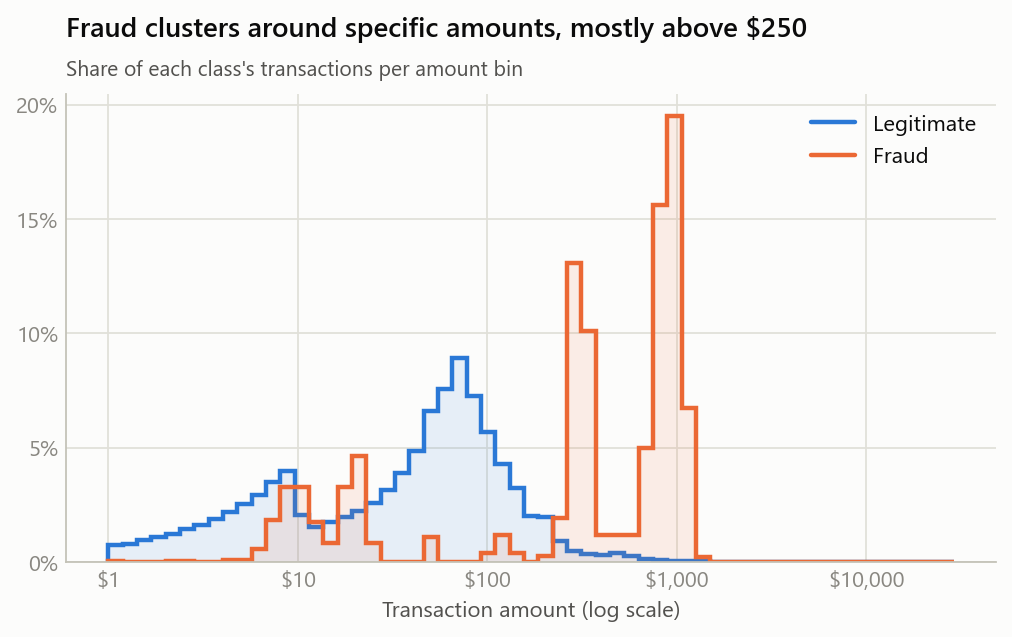 Fraud clusters around specific amounts, mostly above $250
Share of each class's transactions per amount bin
20%
15%
10%
5%
0%
Legitimate
Fraud
$1
$10
$100
$1,000
$10,000
Transaction amount (log scale)